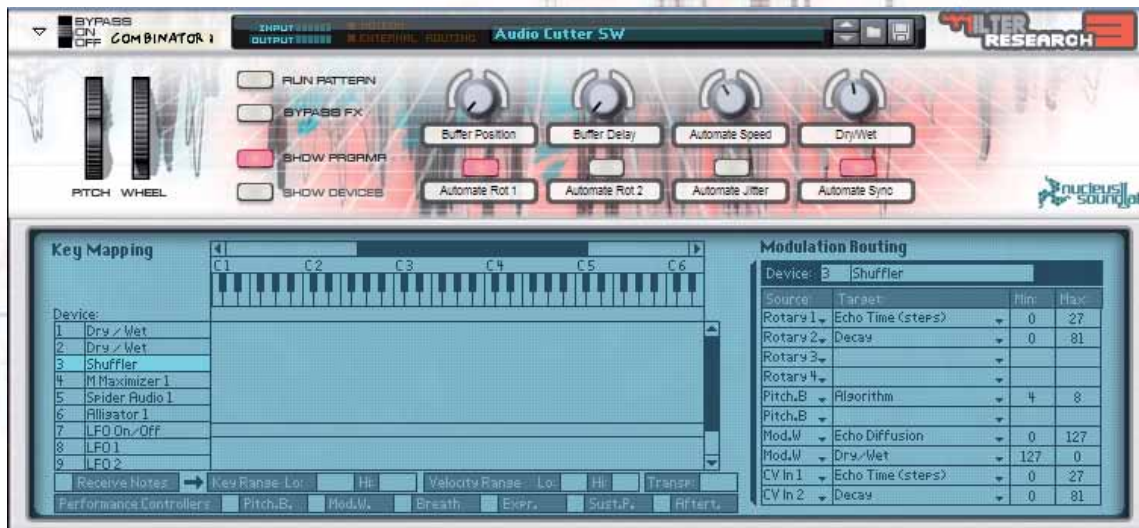 BYPASS
ON
OFF
COMBINATOR 1
INPUT
OUTPUT
EXTERNAL ROUTING
Audio Cutter SW
FILTER
RESEARCH
RUN PATTERN
BYPASS FX
SHOW PRGRMR
SHOW DEVICES
PITCH WHEEL
Buffer Position
Buffer Delay
Automate Speed
Dry/Wet
Automate Rot 1
Automate Rot 2
Automate Jitter
Automate Sync
nucleus
soundlab
Key Mapping
C1 C2 C3 C4 C5 C6
Device:
1 Dry / Wet
2 Dry / Wet
3 Shuffler
4 M Maximizer 1
5 Spider Audio 1
6 Alligator 1
7 LFO On/Off
8 LFO 1
9 LFO 2
Receive Notes Key Range Lo: Hi: Velocity Range Lo: Hi: Transp:
Performance Controllers Pitch.B. Mod.W. Breath Expr. Sust.P. Aftert.
Modulation Routing
Device: 3 Shuffler
Source: Target: Min: Max:
Rotary 1 Echo Time (steps) 0 27
Rotary 2 Decay 0 81
Rotary 3
Rotary 4
Pitch.B Algorithm 4 8
Pitch.B
Mod.W Echo Diffusion 0 127
Mod.W Dry/Wet 127 0
CV In 1 Echo Time (steps) 0 27
CV In 2 Decay 0 81